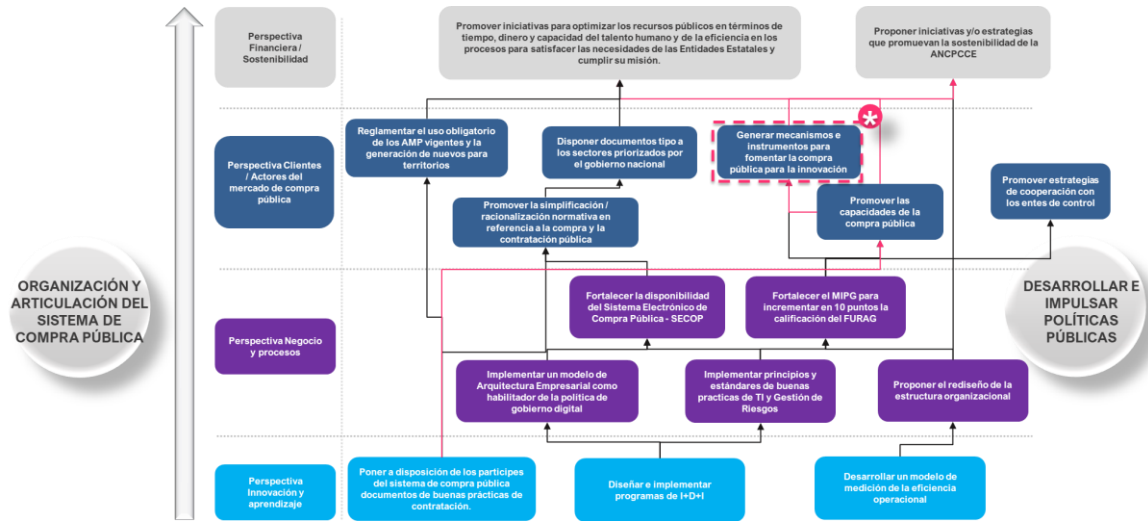 Perspectiva
Financiera /
Sostenibilidad
Promover iniciativas para optimizar los recursos públicos en términos de
tiempo, dinero y capacidad del talento humano y de la eficiencia en los
procesos para satisfacer las necesidades de las Entidades Estatales y
cumplir su misión.
Proponer iniciativas y/o estrategias
que promuevan la sostenibilidad de la
ANCPCCE
Perspectiva Clientes
/ Actores del
mercado de compra
pública
Reglamentar el uso obligatorio
de los AMP vigentes y la
generación de nuevos para
territorios
Disponer documentos tipo a
los sectores priorizados por
el gobierno nacional
Generar mecanismos e
instrumentos para
fomentar la compra
pública para la innovación
*
Promover estrategias
de cooperación con los
entes de control
Promover la simplificación /
racionalización normativa en
referencia a la compra y la
contratación pública
Promover las
capacidades de la
compra pública
ORGANIZACIÓN Y
ARTICULACIÓN DEL
SISTEMA DE
COMPRA PÚBLICA
DESARROLLAR E
IMPULSAR
POLÍTICAS
PÚBLICAS
Perspectiva Negocio
y procesos
Fortalecer la disponibilidad
del Sistema Electrónico de
Compra Pública - SECOP
Fortalecer el MIPG para
incrementar en 10 puntos la
calificación del FURAG
Implementar un modelo de
Arquitectura Empresarial como
habilitador de la política de
gobierno digital
Implementar principios y
estándares de buenas
practicas de TI y Gestión de
Riesgos
Proponer el rediseño de la
estructura organizacional
Perspectiva
Innovación y
aprendizaje
Poner a disposición de los participes
del sistema de compra pública
documentos de buenas prácticas de
contratación.
Diseñar e implementar
programas de I+D+I
Desarrollar un modelo de
medición de la eficiencia
operacional